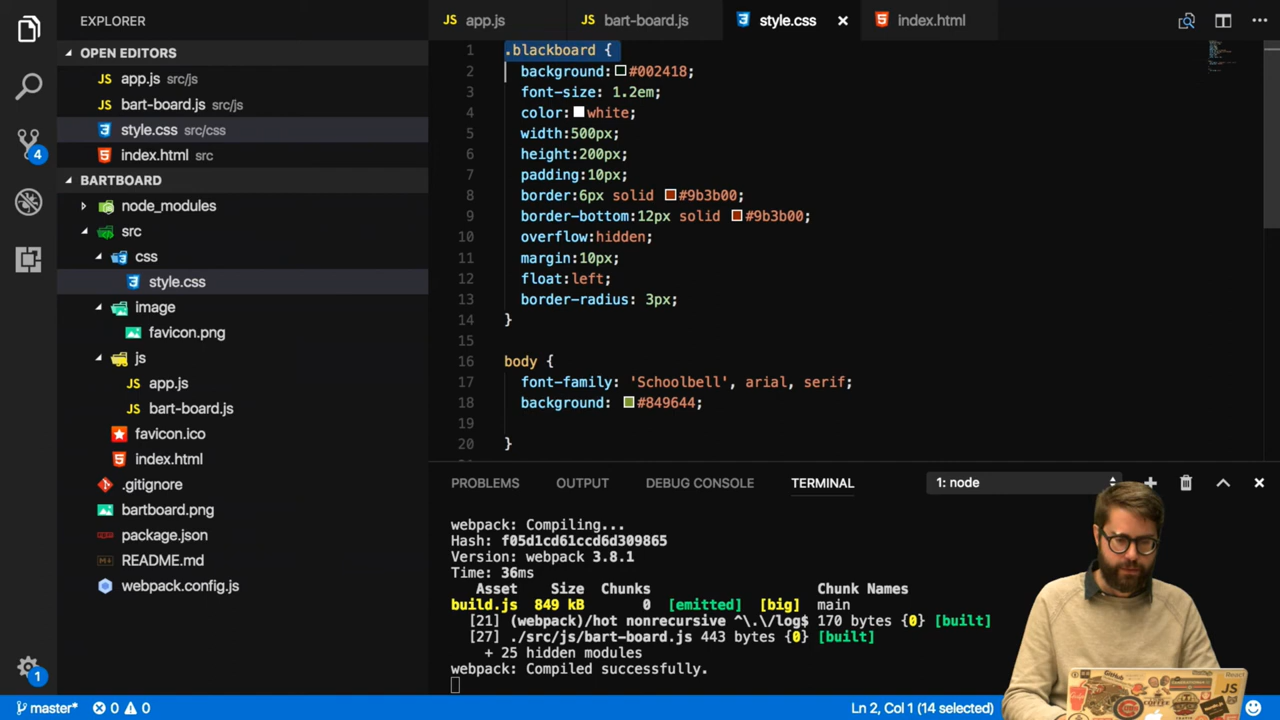 EXPLORER
OPEN EDITORS
JS app.js src/js
JS bart-board.js src/js
style.css src/css
index.html src
BARTBOARD
node_modules
src
css
style.css
image
favicon.png
js
JS app.js
JS bart-board.js
favicon.ico
index.html
.gitignore
bartboard.png
package.json
README.md
webpack.config.js
4
1
JS app.js
JS bart-board.js
style.css
index.html
1 .blackboard {
2 background: #002418;
3 font-size: 1.2em;
4 color: white;
5 width:500px;
6 height:200px;
7 padding:10px;
8 border:6px solid #9b3b00;
9 border-bottom:12px solid #9b3b00;
10 overflow:hidden;
11 margin:10px;
12 float:left;
13 border-radius: 3px;
14 }
15
16 body {
17 font-family: 'Schoolbell', arial, serif;
18 background: #849644;
19
20 }
PROBLEMS OUTPUT DEBUG CONSOLE TERMINAL 1: node
webpack: Compiling...
Hash: f05d1cd61ccd6d309865
Version: webpack 3.8.1
Time: 36ms
Asset Size Chunks Chunk Names
build.js 849 kB 0 [emitted] [big] main
[21] (webpack)/hot nonrecursive ^\.\/log$ 170 bytes {0} [built]
[27] ./src/js/bart-board.js 443 bytes {0} [built]
+ 25 hidden modules
webpack: Compiled successfully.
master* 0 0 Ln 2, Col 1 (14 selected)
JS